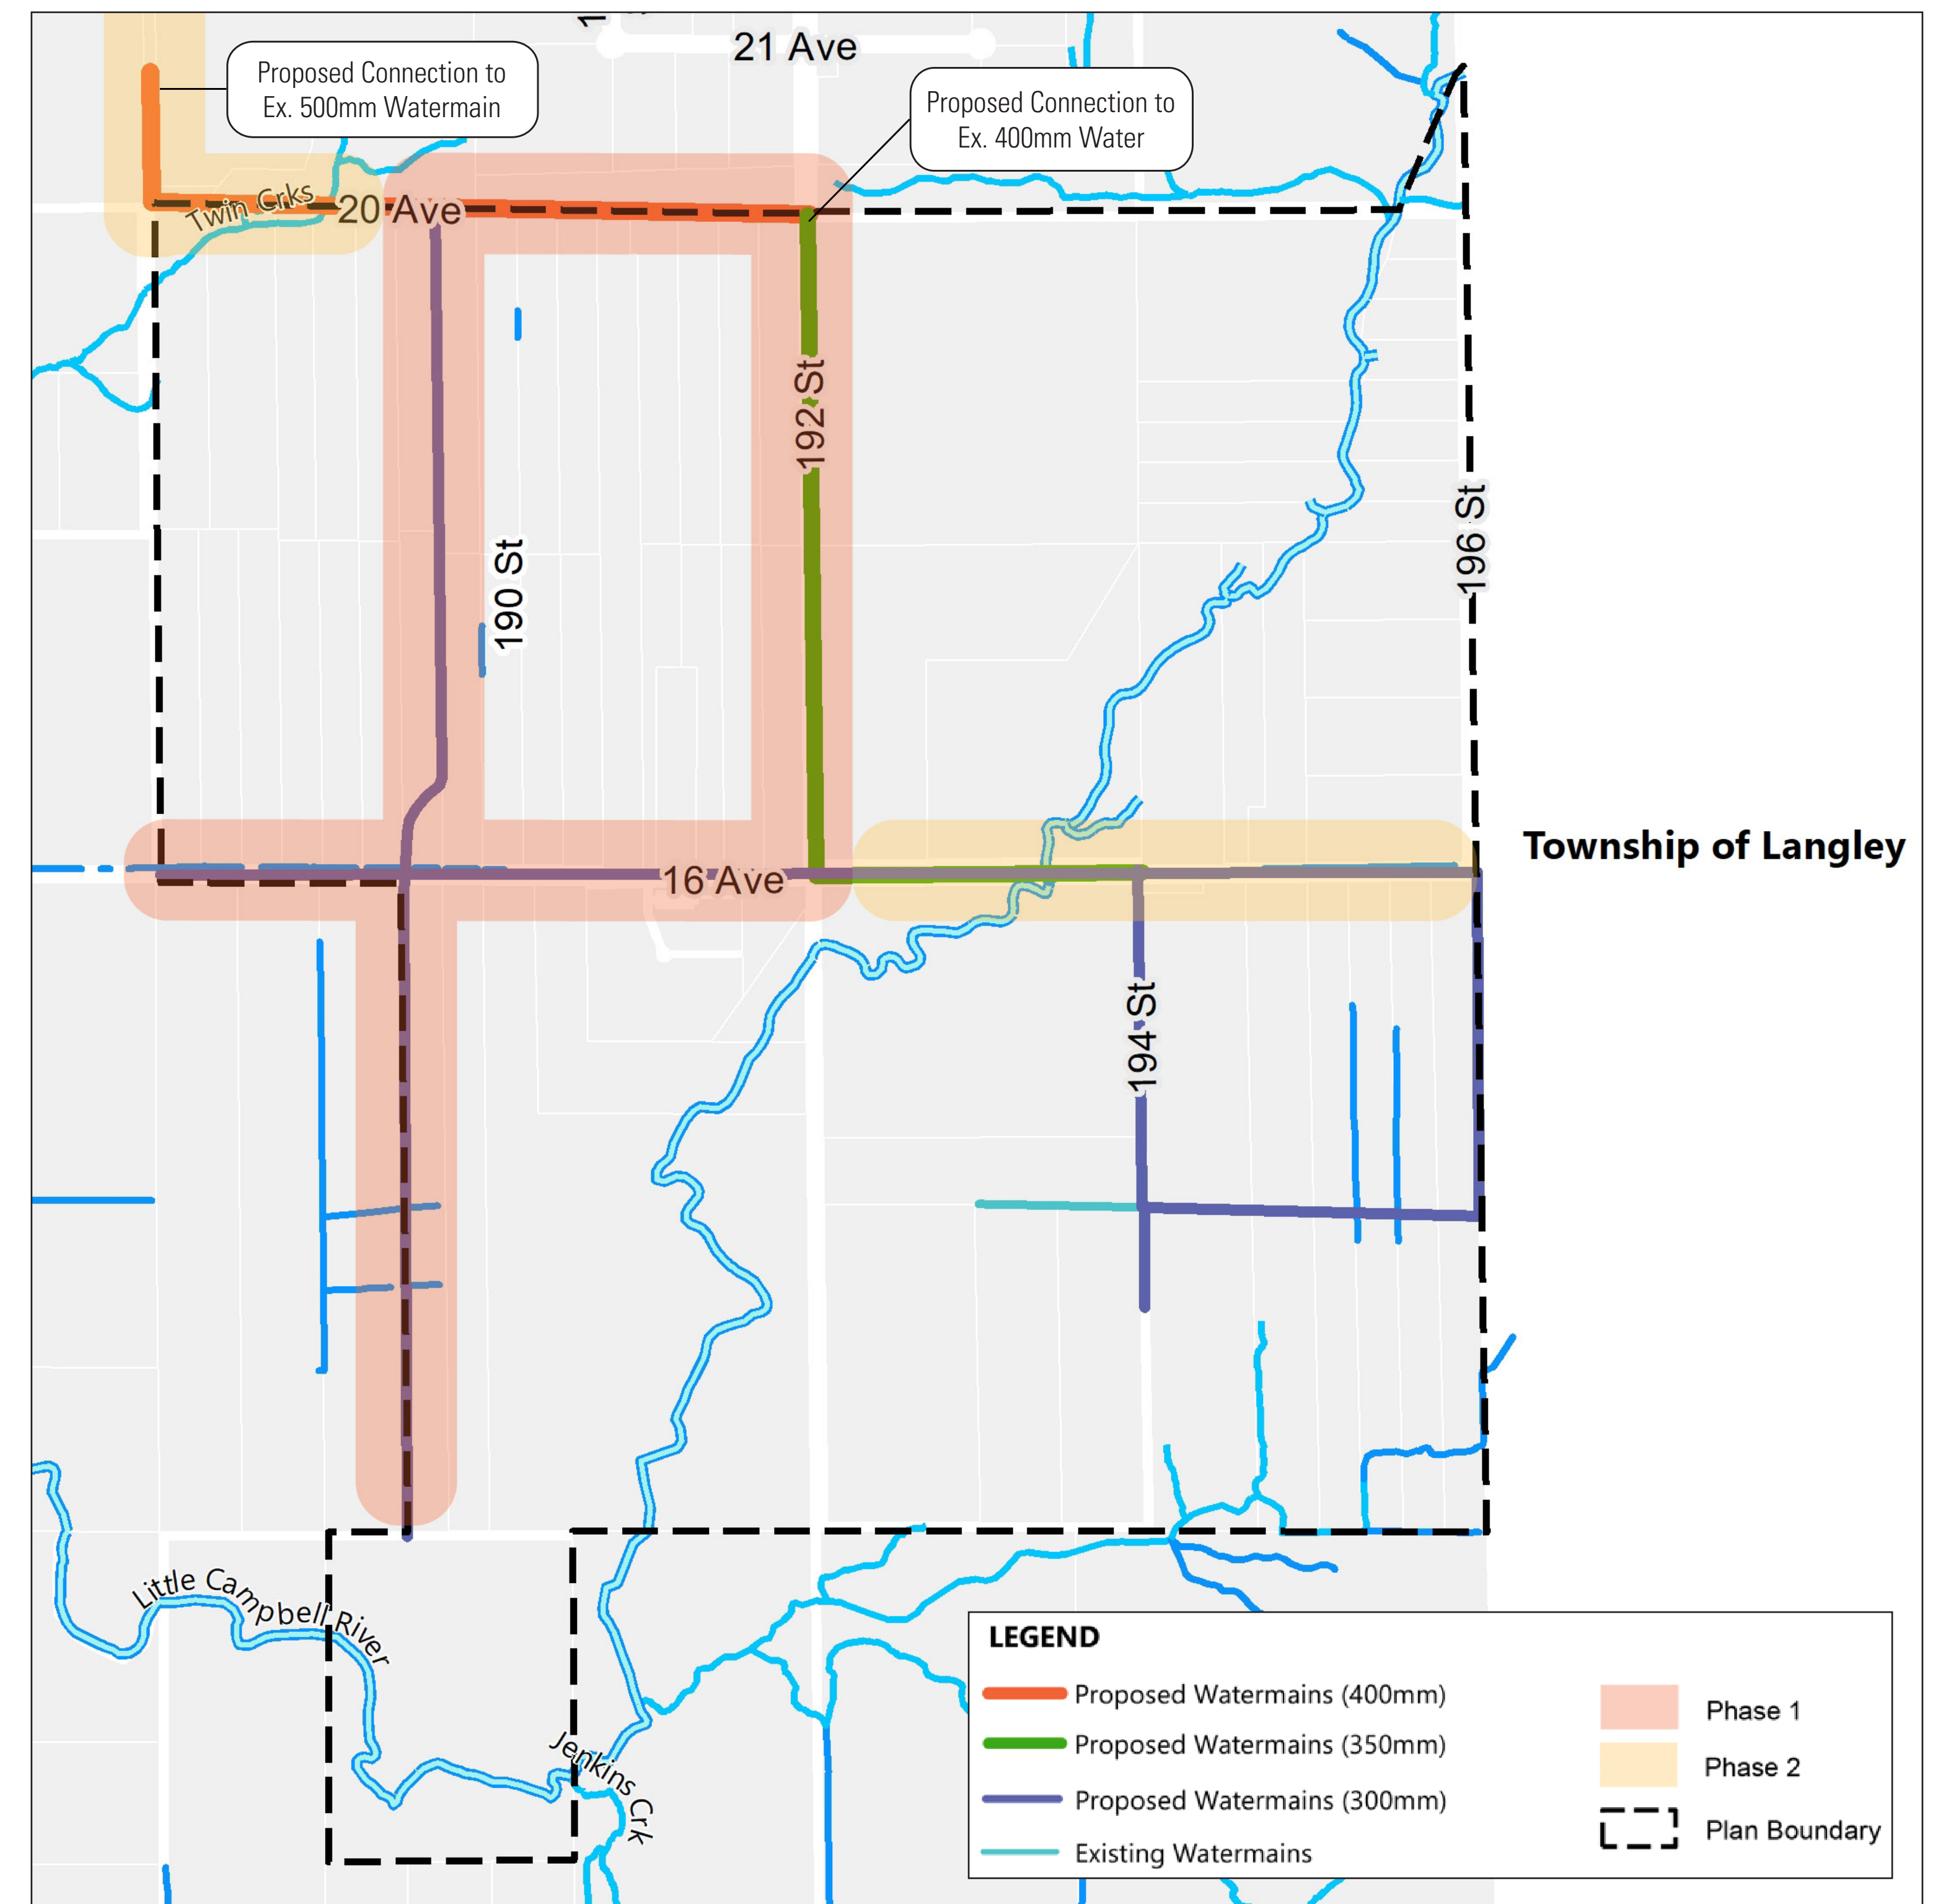 21 Ave
Proposed Connection to
Ex. 500mm Watermain
Proposed Connection to
Ex. 400mm Water
Twin Crks
20 Ave
192 St
190 St
196 St
Township of Langley
16 Ave
194 St
Little Campbell River
Jenkins Crk
LEGEND
Proposed Watermains (400mm)
Proposed Watermains (350mm)
Proposed Watermains (300mm)
Existing Watermains
Phase 1
Phase 2
Plan Boundary